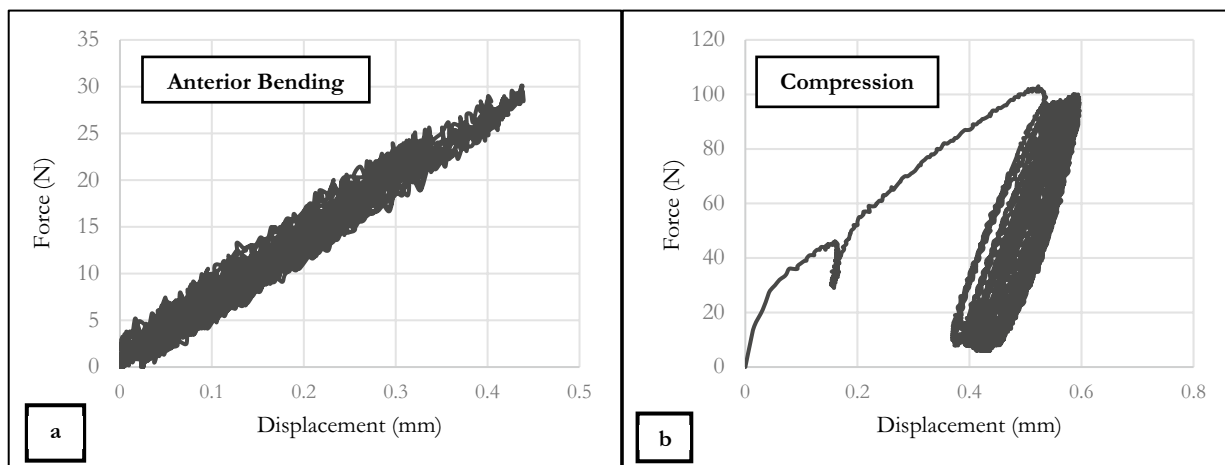 35
30
25
20
15
10
5
0
Force (N)
Anterior Bending
0 0.1 0.2 0.3 0.4 0.5
Displacement (mm)
a
120
100
80
60
40
20
0
Force (N)
Compression
0 0.2 0.4 0.6 0.8
Displacement (mm)
b